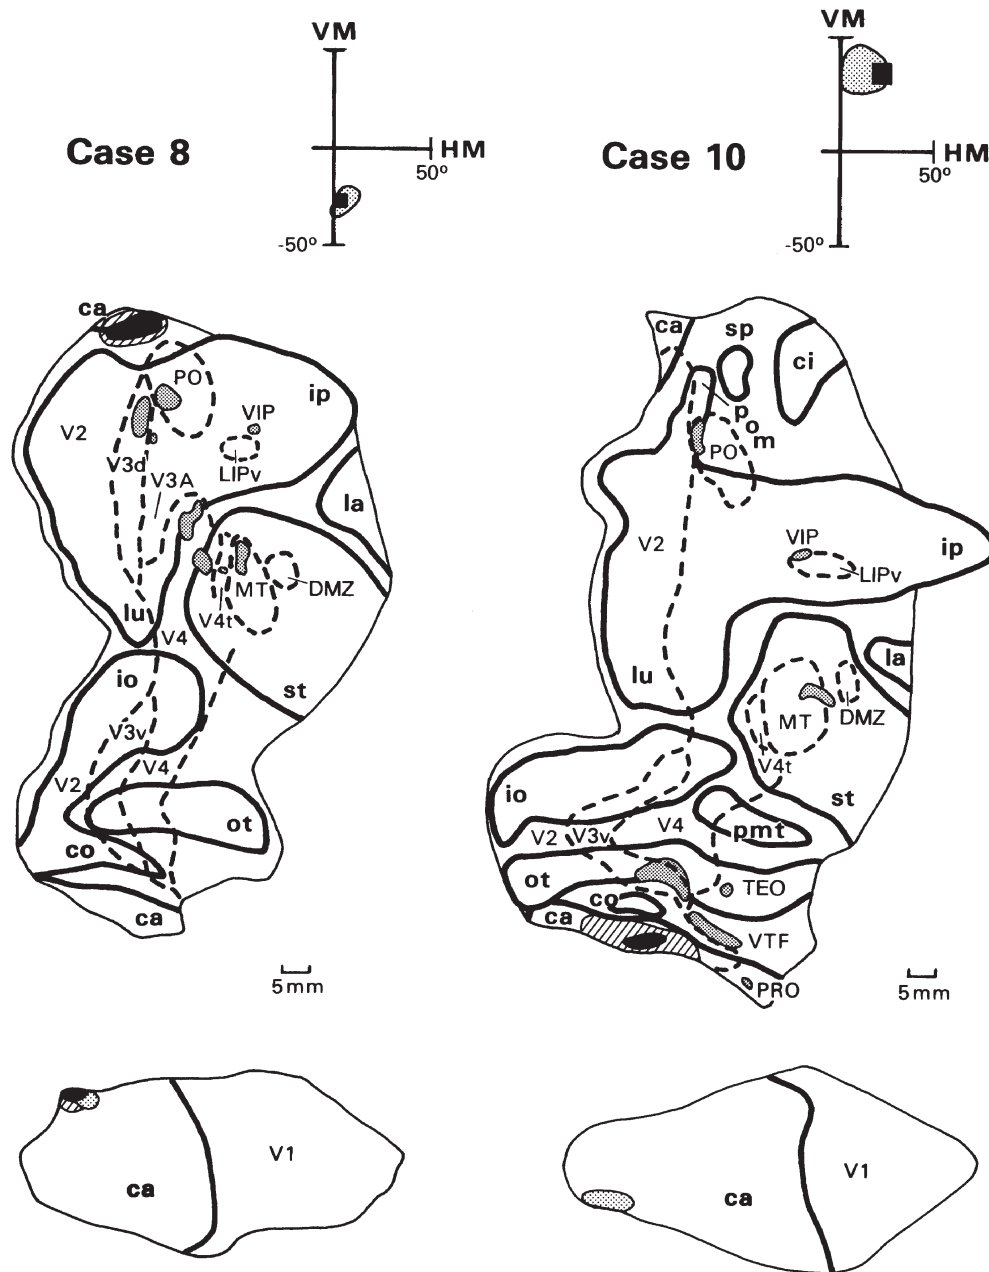 VM
Case 8
HM
50º
-50º
VM
Case 10
HM
50º
-50º
ca
PO
ip
V2
VIP
V3d
V3A
LIPv
la
MT
DMZ
lu
V4t
V4
io
st
V3v
V4
V2
ot
co
ca
5mm
ca
sp
ci
pom
PO
V2
VIP
ip
LIPv
lu
la
MT
DMZ
V4t
io
st
V2
V3v
V4
pmt
ot
TEO
co
ca
VTF
PRO
5mm
V1
ca
V1
ca